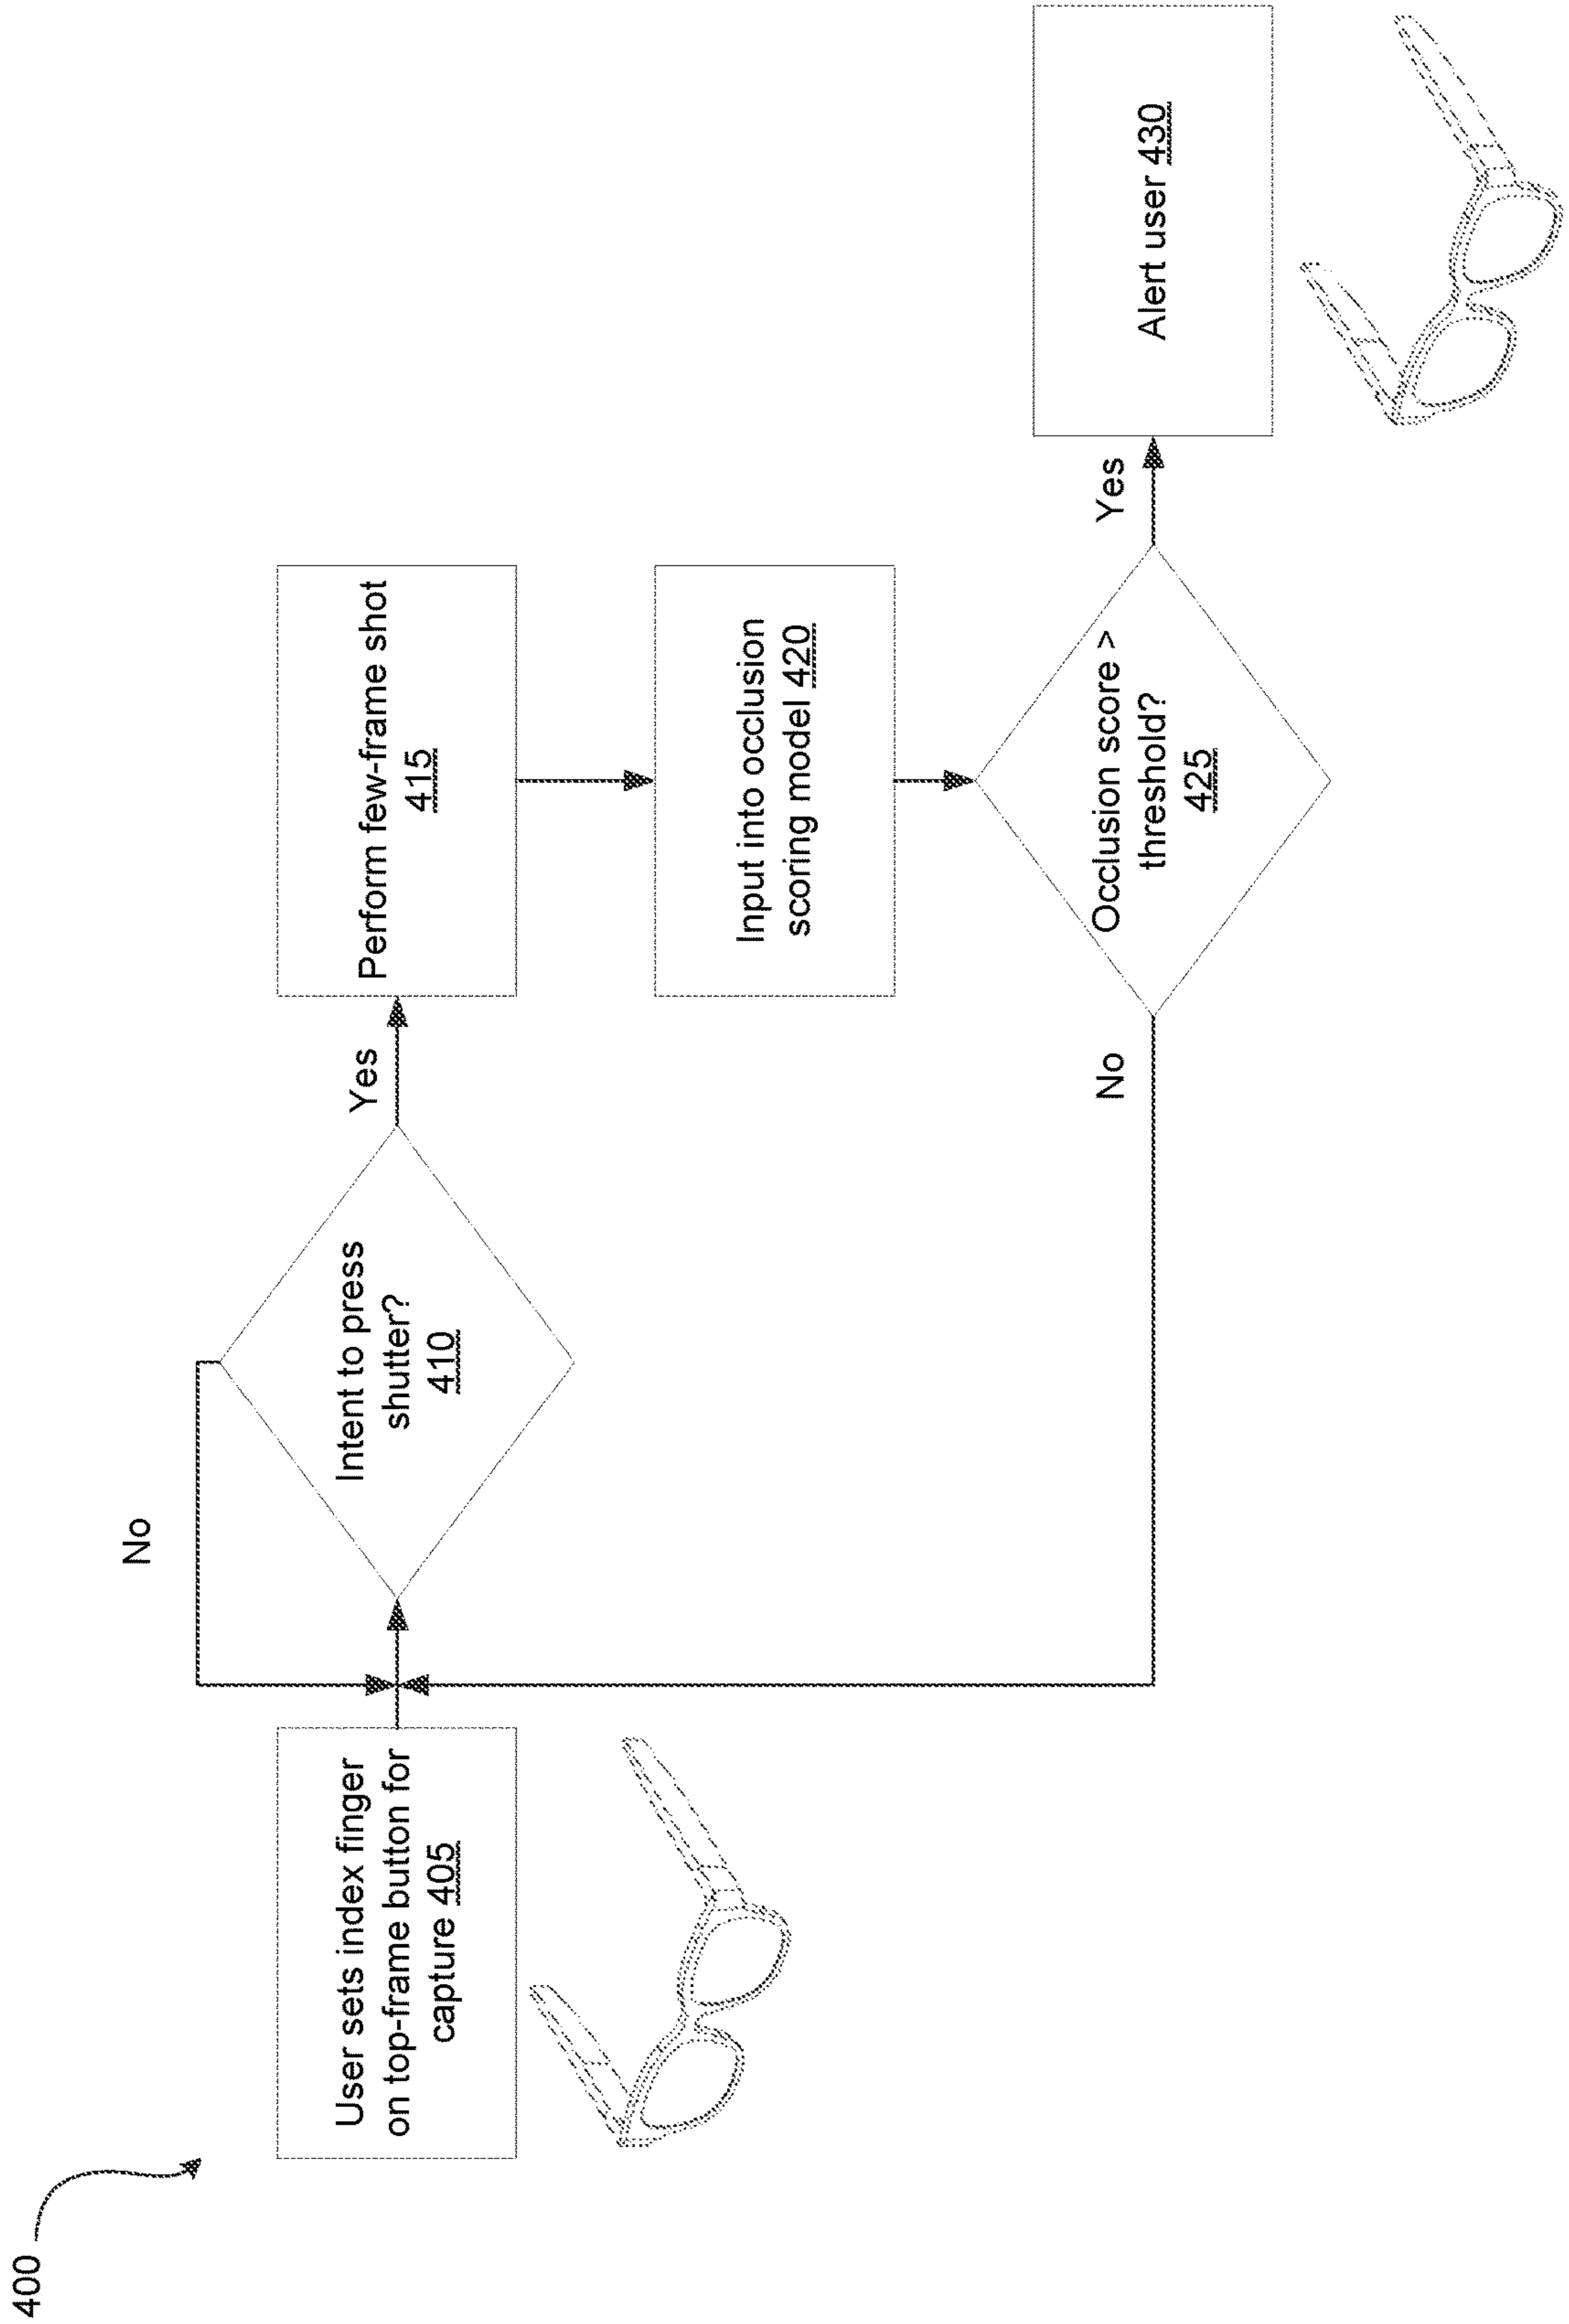 400
User sets index finger
on top-frame button for
capture 405
No
Intent to press
shutter?
410
Yes
Perform few-frame shot
415
Input into occlusion
scoring model 420
Occlusion score >
threshold?
425
No
Yes
Alert user 430